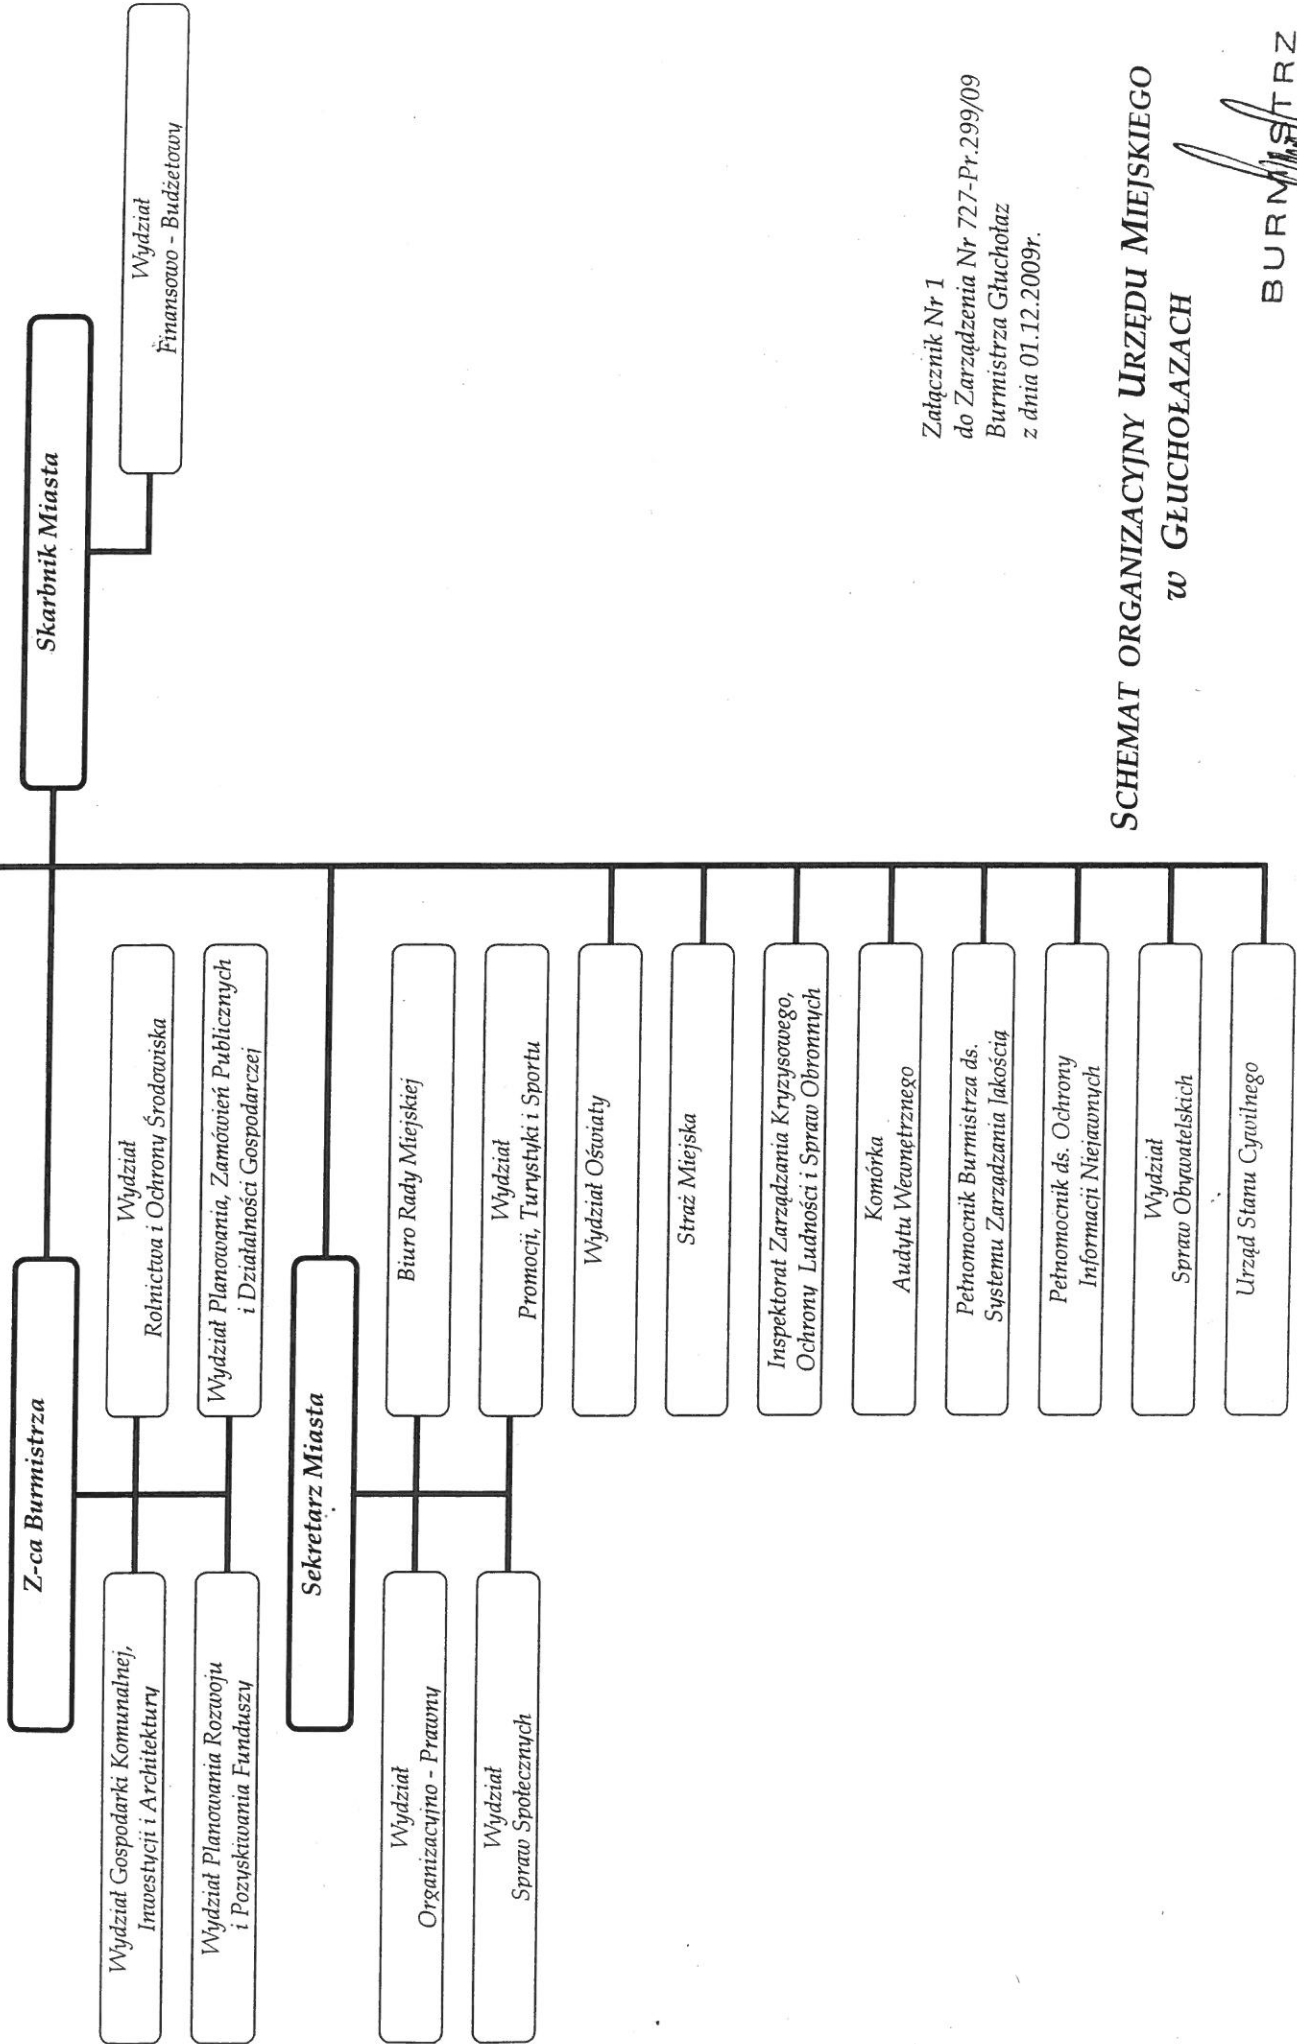 Skarbnik Miasta
Wydział
Finansowo - Budżetowy
Z-ca Burmistrza
Wydział Gospodarki Komunalnej,
Inwestycji i Architektury
Wydział
Rolnictwa i Ochrony Środowiska
Wydział Planowania Rozwoju
i Pozyskiwania Funduszy
Wydział Planowania, Zamówień Publicznych
i Działalności Gospodarczej
Sekretarz Miasta
Wydział
Organizacyjno - Prawny
Biuro Rady Miejskiej
Wydział
Spraw Społecznych
Wydział
Promocji, Turystyki i Sportu
Wydział Oświaty
Straż Miejska
Inspektorat Zarządzania Kryzysowego,
Ochrony Ludności i Spraw Obronnych
Komórka
Audytu Wewnętrznego
Pełnomocnik Burmistrza ds.
Systemu Zarządzania Jakością
Pełnomocnik ds. Ochrony
Informacji Niejawnych
Wydział
Spraw Obywatelskich
Urząd Stanu Cywilnego
Załącznik Nr 1
do Zarządzenia Nr 727-Pr.299/09
Burmistrza Głuchołaz
z dnia 01.12.2009r.
SCHEMAT ORGANIZACYJNY URZĘDU MIEJSKIEGO
W GŁUCHOŁAZACH
BURMISTRZ